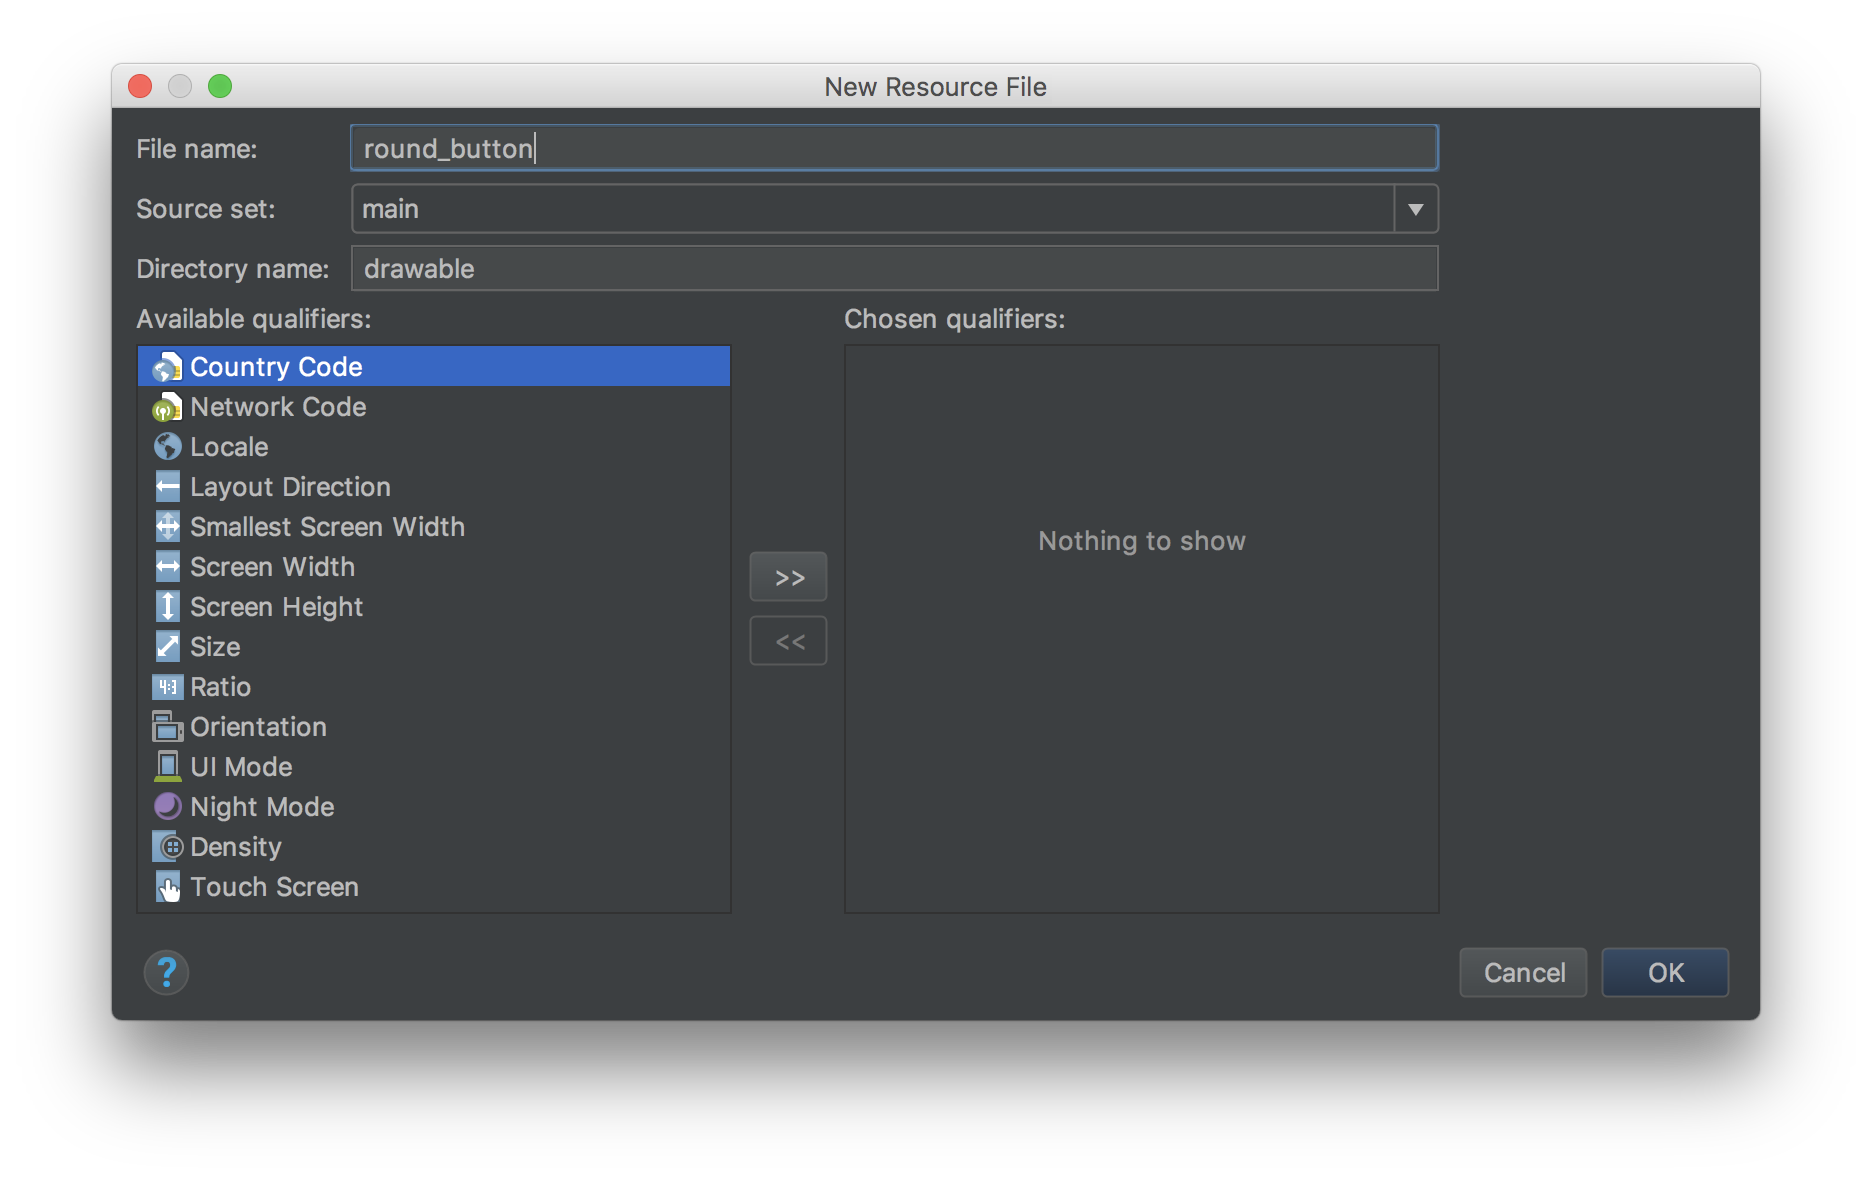 New Resource File
File name: round_button
Source set: main
Directory name: drawable
Available qualifiers:
Chosen qualifiers:
Country Code
Network Code
Locale
Layout Direction
Smallest Screen Width
Screen Width
Screen Height
Size
4:3 Ratio
Orientation
UI Mode
Night Mode
Density
Touch Screen
>>
<<
Nothing to show
?
Cancel
OK